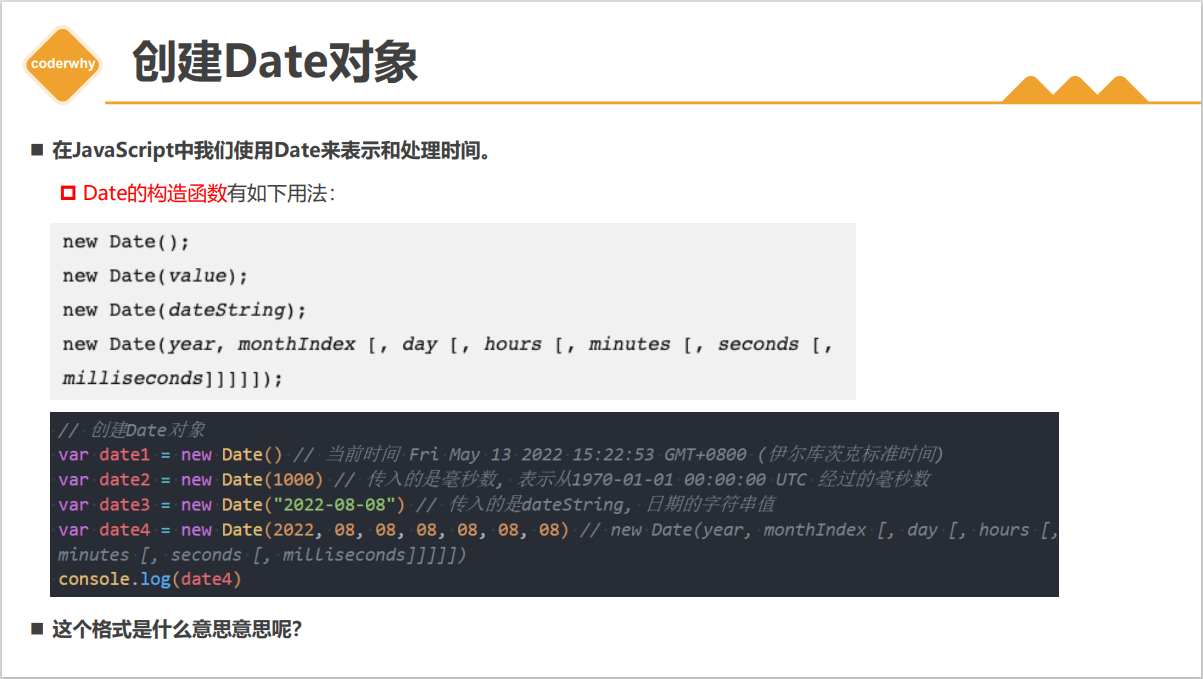 coderwhy
创建Date对象
在JavaScript中我们使用Date来表示和处理时间。
Date的构造函数有如下用法：
new Date();
new Date(value);
new Date(dateString);
new Date(year, monthIndex [, day [, hours [, minutes [, seconds [,
milliseconds]]]]]);
// 创建Date对象
var date1 = new Date() // 当前时间 Fri May 13 2022 15:22:53 GMT+0800 (伊尔库茨克标准时间)
var date2 = new Date(1000) // 传入的是毫秒数, 表示从1970-01-01 00:00:00 UTC 经过的毫秒数
var date3 = new Date("2022-08-08") // 传入的是dateString, 日期的字符串值
var date4 = new Date(2022, 08, 08, 08, 08, 08, 08) // new Date(year, monthIndex [, day [, hours [,
minutes [, seconds [, milliseconds]]]]])
console.log(date4)
这个格式是什么意思意思呢？